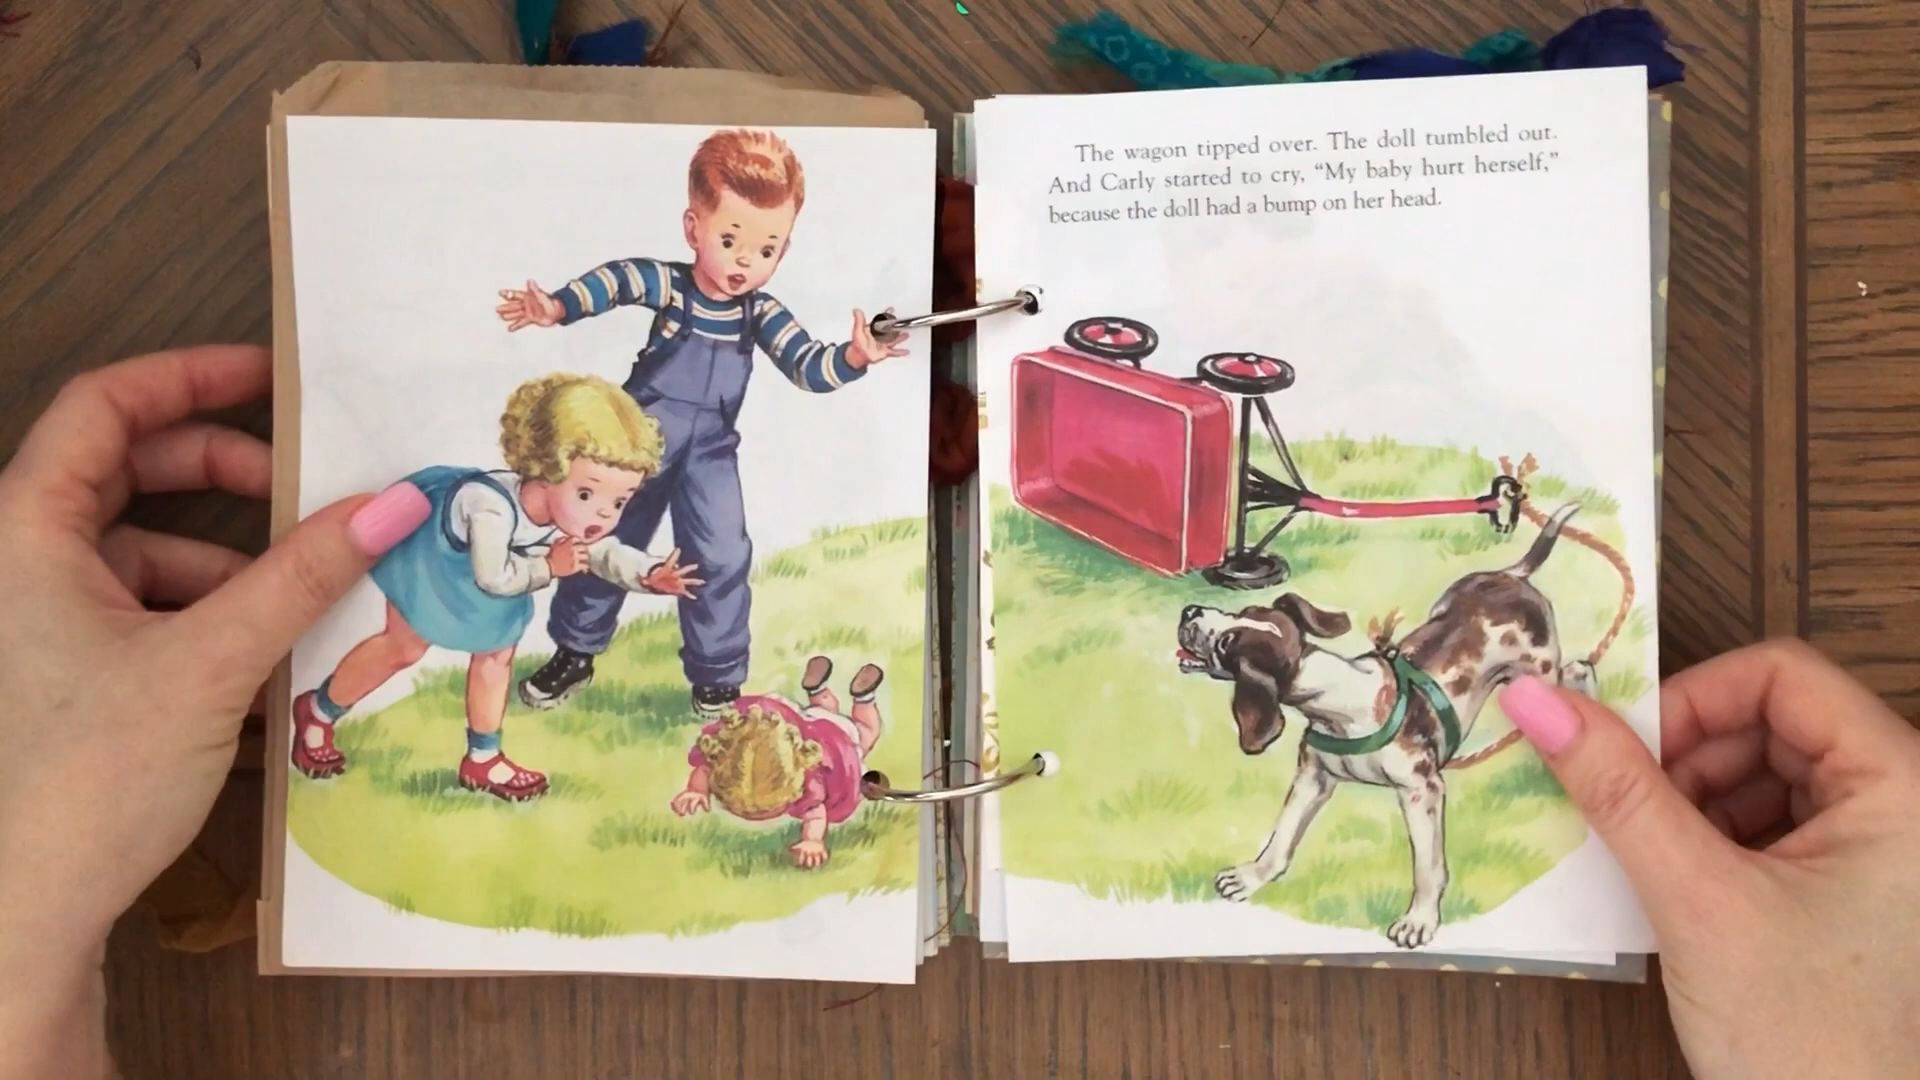 The wagon tipped over. The doll tumbled out.
And Carly started to cry, “My baby hurt herself,”
because the doll had a bump on her head.